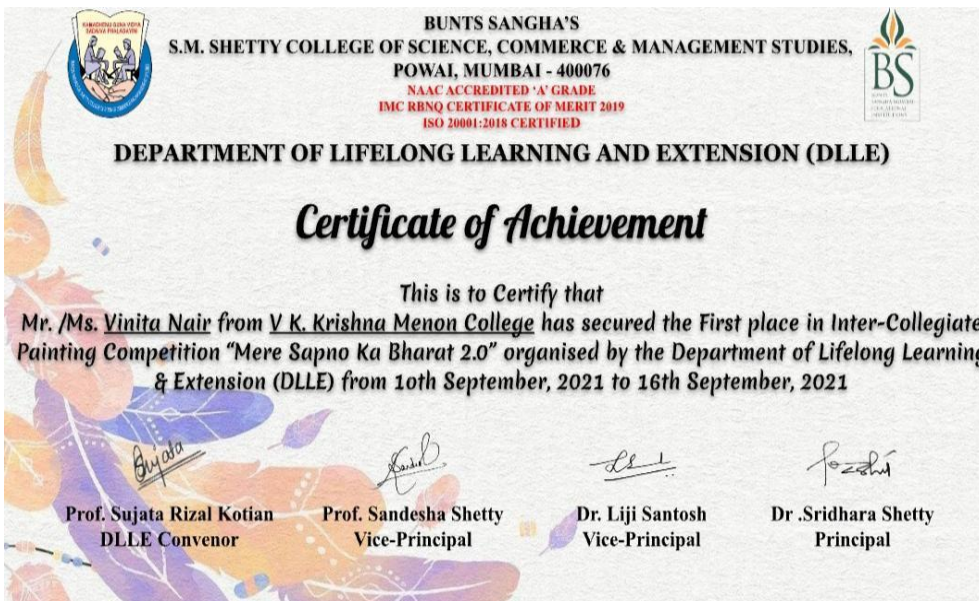 BUNTS SANGHA'S
S.M. SHETTY COLLEGE OF SCIENCE, COMMERCE & MANAGEMENT STUDIES,
POWAI, MUMBAI - 400076
NAAC ACCREDITED 'A' GRADE
IMC RBNQ CERTIFICATE OF MERIT 2019
ISO 20001:2018 CERTIFIED
BS
DEPARTMENT OF LIFELONG LEARNING AND EXTENSION (DLLE)
Certificate of Achievement
This is to Certify that
Mr. /Ms. Vinita Nair from V K. Krishna Menon College has secured the First place in Inter-Collegiate
Painting Competition “Mere Sapno Ka Bharat 2.0” organised by the Department of Lifelong Learning
& Extension (DLLE) from 10th September, 2021 to 16th September, 2021
Sujata
Prof. Sujata Rizal Kotian Prof. Sandesha Shetty Dr. Liji Santosh Dr .Sridhara Shetty
DLLE Convenor Vice-Principal Vice-Principal Principal